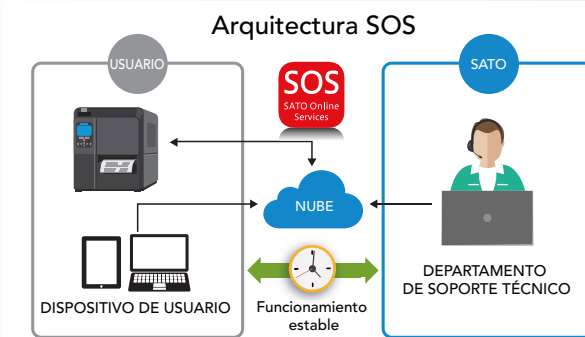 Arquitectura SOS
USUARIO
SOS
SATO Online
Services
SATO
NUBE
DISPOSITIVO DE USUARIO
Funcionamiento
estable
DEPARTAMENTO
DE SOPORTE TÉCNICO